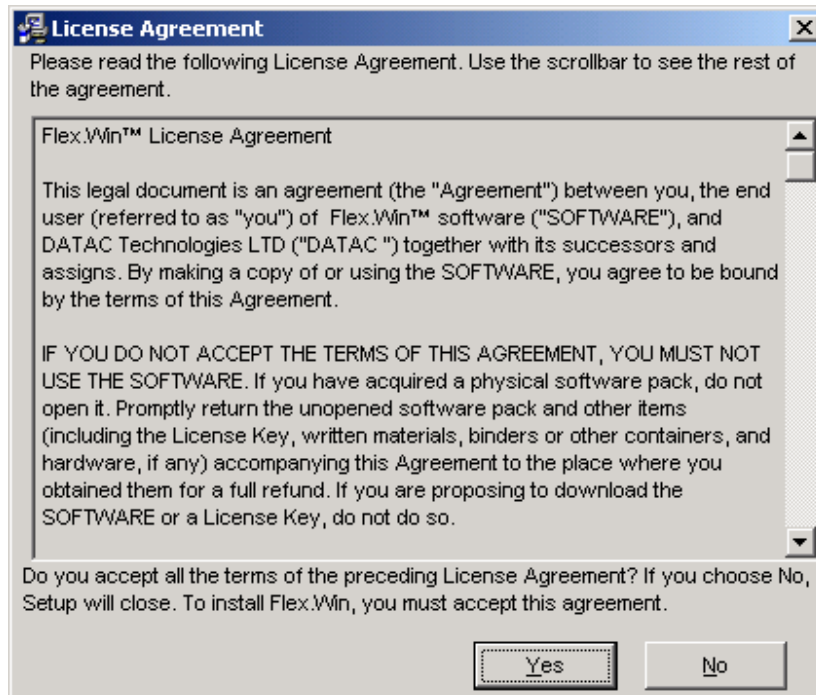 License Agreement
Please read the following License Agreement. Use the scrollbar to see the rest of
the agreement.
Flex.Win™ License Agreement
This legal document is an agreement (the "Agreement") between you, the end
user (referred to as "you") of  Flex.Win™ software ("SOFTWARE"), and
DATAC Technologies LTD ("DATAC ") together with its successors and
assigns. By making a copy of or using the SOFTWARE, you agree to be bound
by the terms of this Agreement.
IF YOU DO NOT ACCEPT THE TERMS OF THIS AGREEMENT, YOU MUST NOT
USE THE SOFTWARE. If you have acquired a physical software pack, do not
open it. Promptly return the unopened software pack and other items
(including the License Key, written materials, binders or other containers, and
hardware, if any) accompanying this Agreement to the place where you
obtained them for a full refund. If you are proposing to download the
SOFTWARE or a License Key, do not do so.
Do you accept all the terms of the preceding License Agreement? If you choose No,
Setup will close. To install Flex.Win, you must accept this agreement.
Yes
No